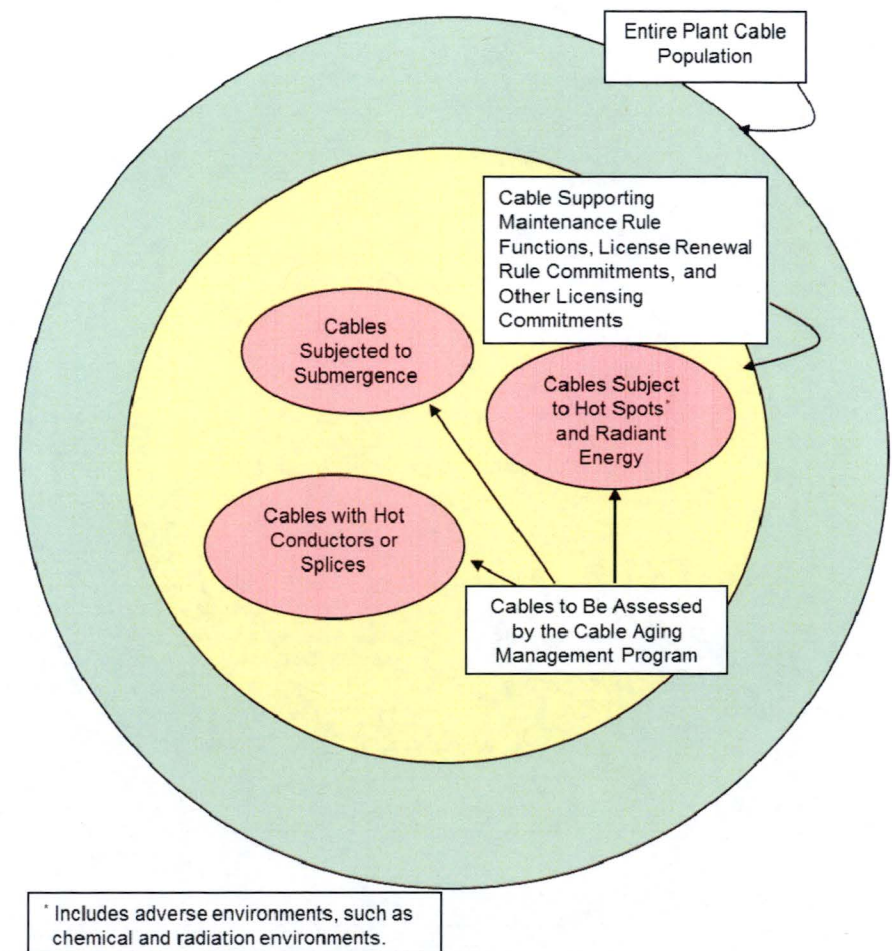 Entire Plant Cable
Population
Cable Supporting
Maintenance Rule
Functions, License Renewal
Rule Commitments, and
Other Licensing
Commitments
Cables
Subjected to
Submergence
Cables Subject
to Hot Spots*
and Radiant
Energy
Cables with Hot
Conductors or
Splices
Cables to Be Assessed
by the Cable Aging
Management Program
* Includes adverse environments, such as
chemical and radiation environments.